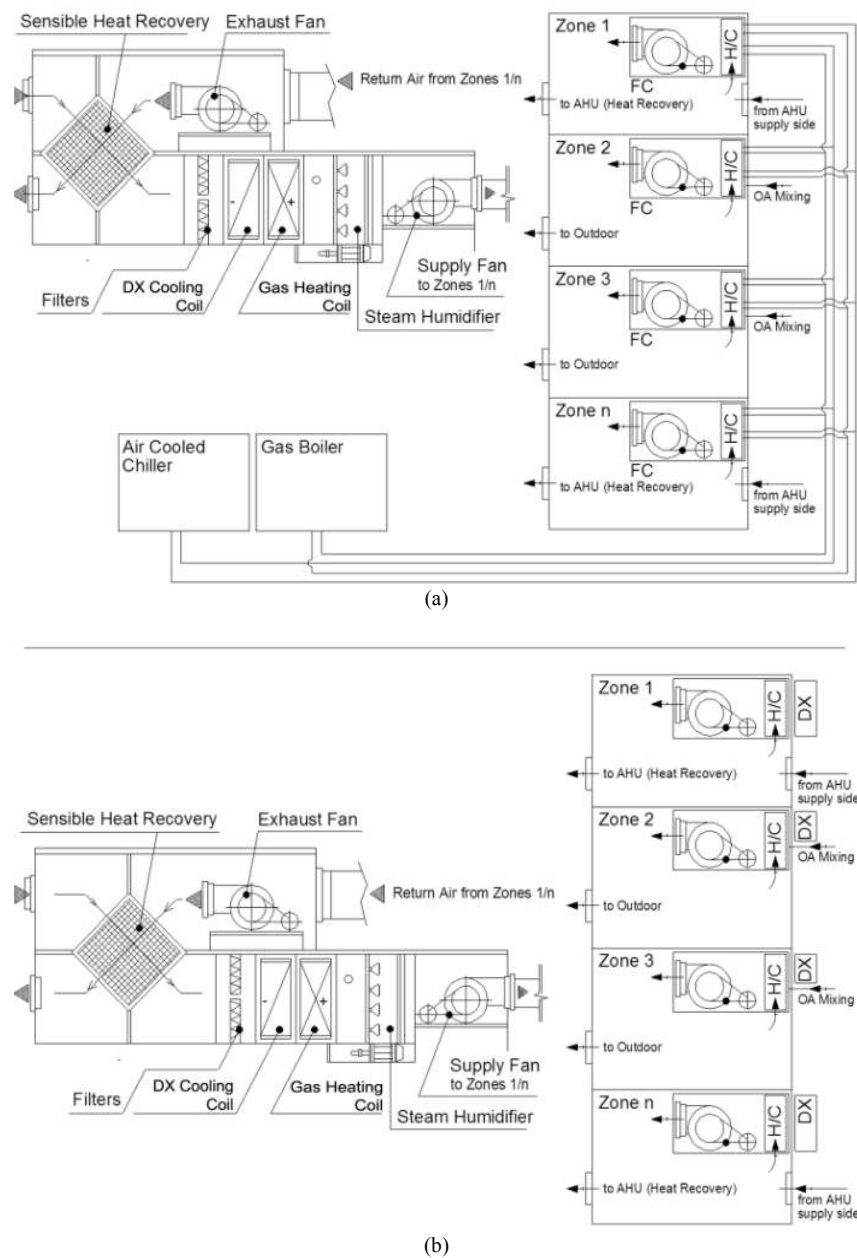 Sensible Heat Recovery
Exhaust Fan
Return Air from Zones 1/n
Filters
DX Cooling
Coil
Gas Heating
Coil
Steam Humidifier
Supply Fan
to Zones 1/n
-
+
Air Cooled
Chiller
Gas Boiler
Zone 1
H/C
FC
to AHU (Heat Recovery)
from AHU
supply side
Zone 2
H/C
FC
OA Mixing
to Outdoor
Zone 3
H/C
FC
OA Mixing
to Outdoor
Zone n
H/C
FC
to AHU (Heat Recovery)
from AHU
supply side
(a)
Sensible Heat Recovery
Exhaust Fan
Return Air from Zones 1/n
Filters
DX Cooling
Coil
Gas Heating
Coil
Steam Humidifier
Supply Fan
to Zones 1/n
-
+
Zone 1
H/C
DX
to AHU (Heat Recovery)
from AHU
supply side
Zone 2
H/C
DX
OA Mixing
to Outdoor
Zone 3
H/C
DX
OA Mixing
to Outdoor
Zone n
H/C
DX
to AHU (Heat Recovery)
from AHU
supply side
(b)